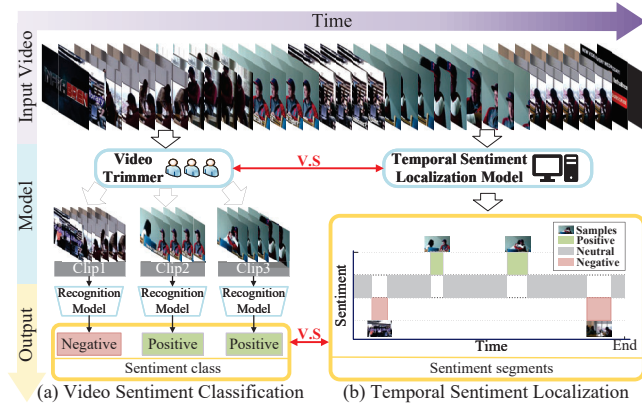 Time
Input Video
Model
Output
Video
Trimmer
V.S
Temporal Sentiment
Localization Model
Clip1
Clip2
Clip3
Recognition
Model
Recognition
Model
Recognition
Model
Negative
Positive
Positive
Sentiment class
V.S
Samples
Positive
Neutral
Negative
Sentiment
Time
End
Sentiment segments
(a) Video Sentiment Classification
(b) Temporal Sentiment Localization